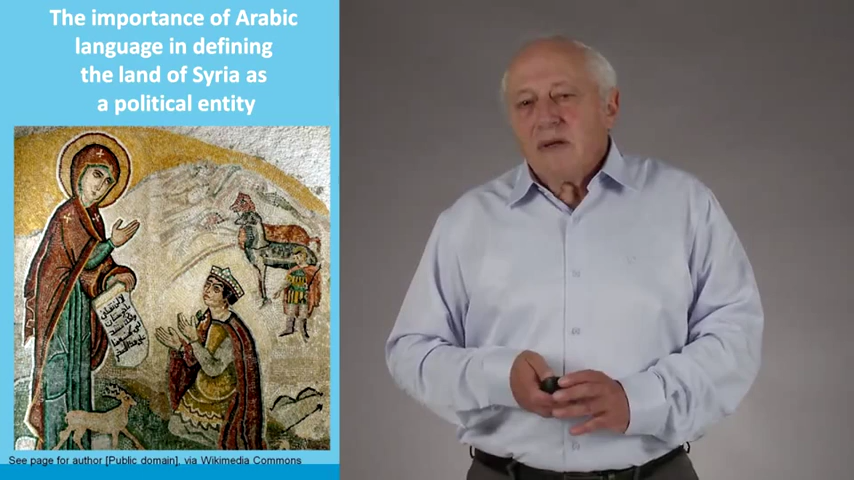 The importance of Arabic
language in defining
the land of Syria as
a political entity
See page for author [Public domain], via Wikimedia Commons